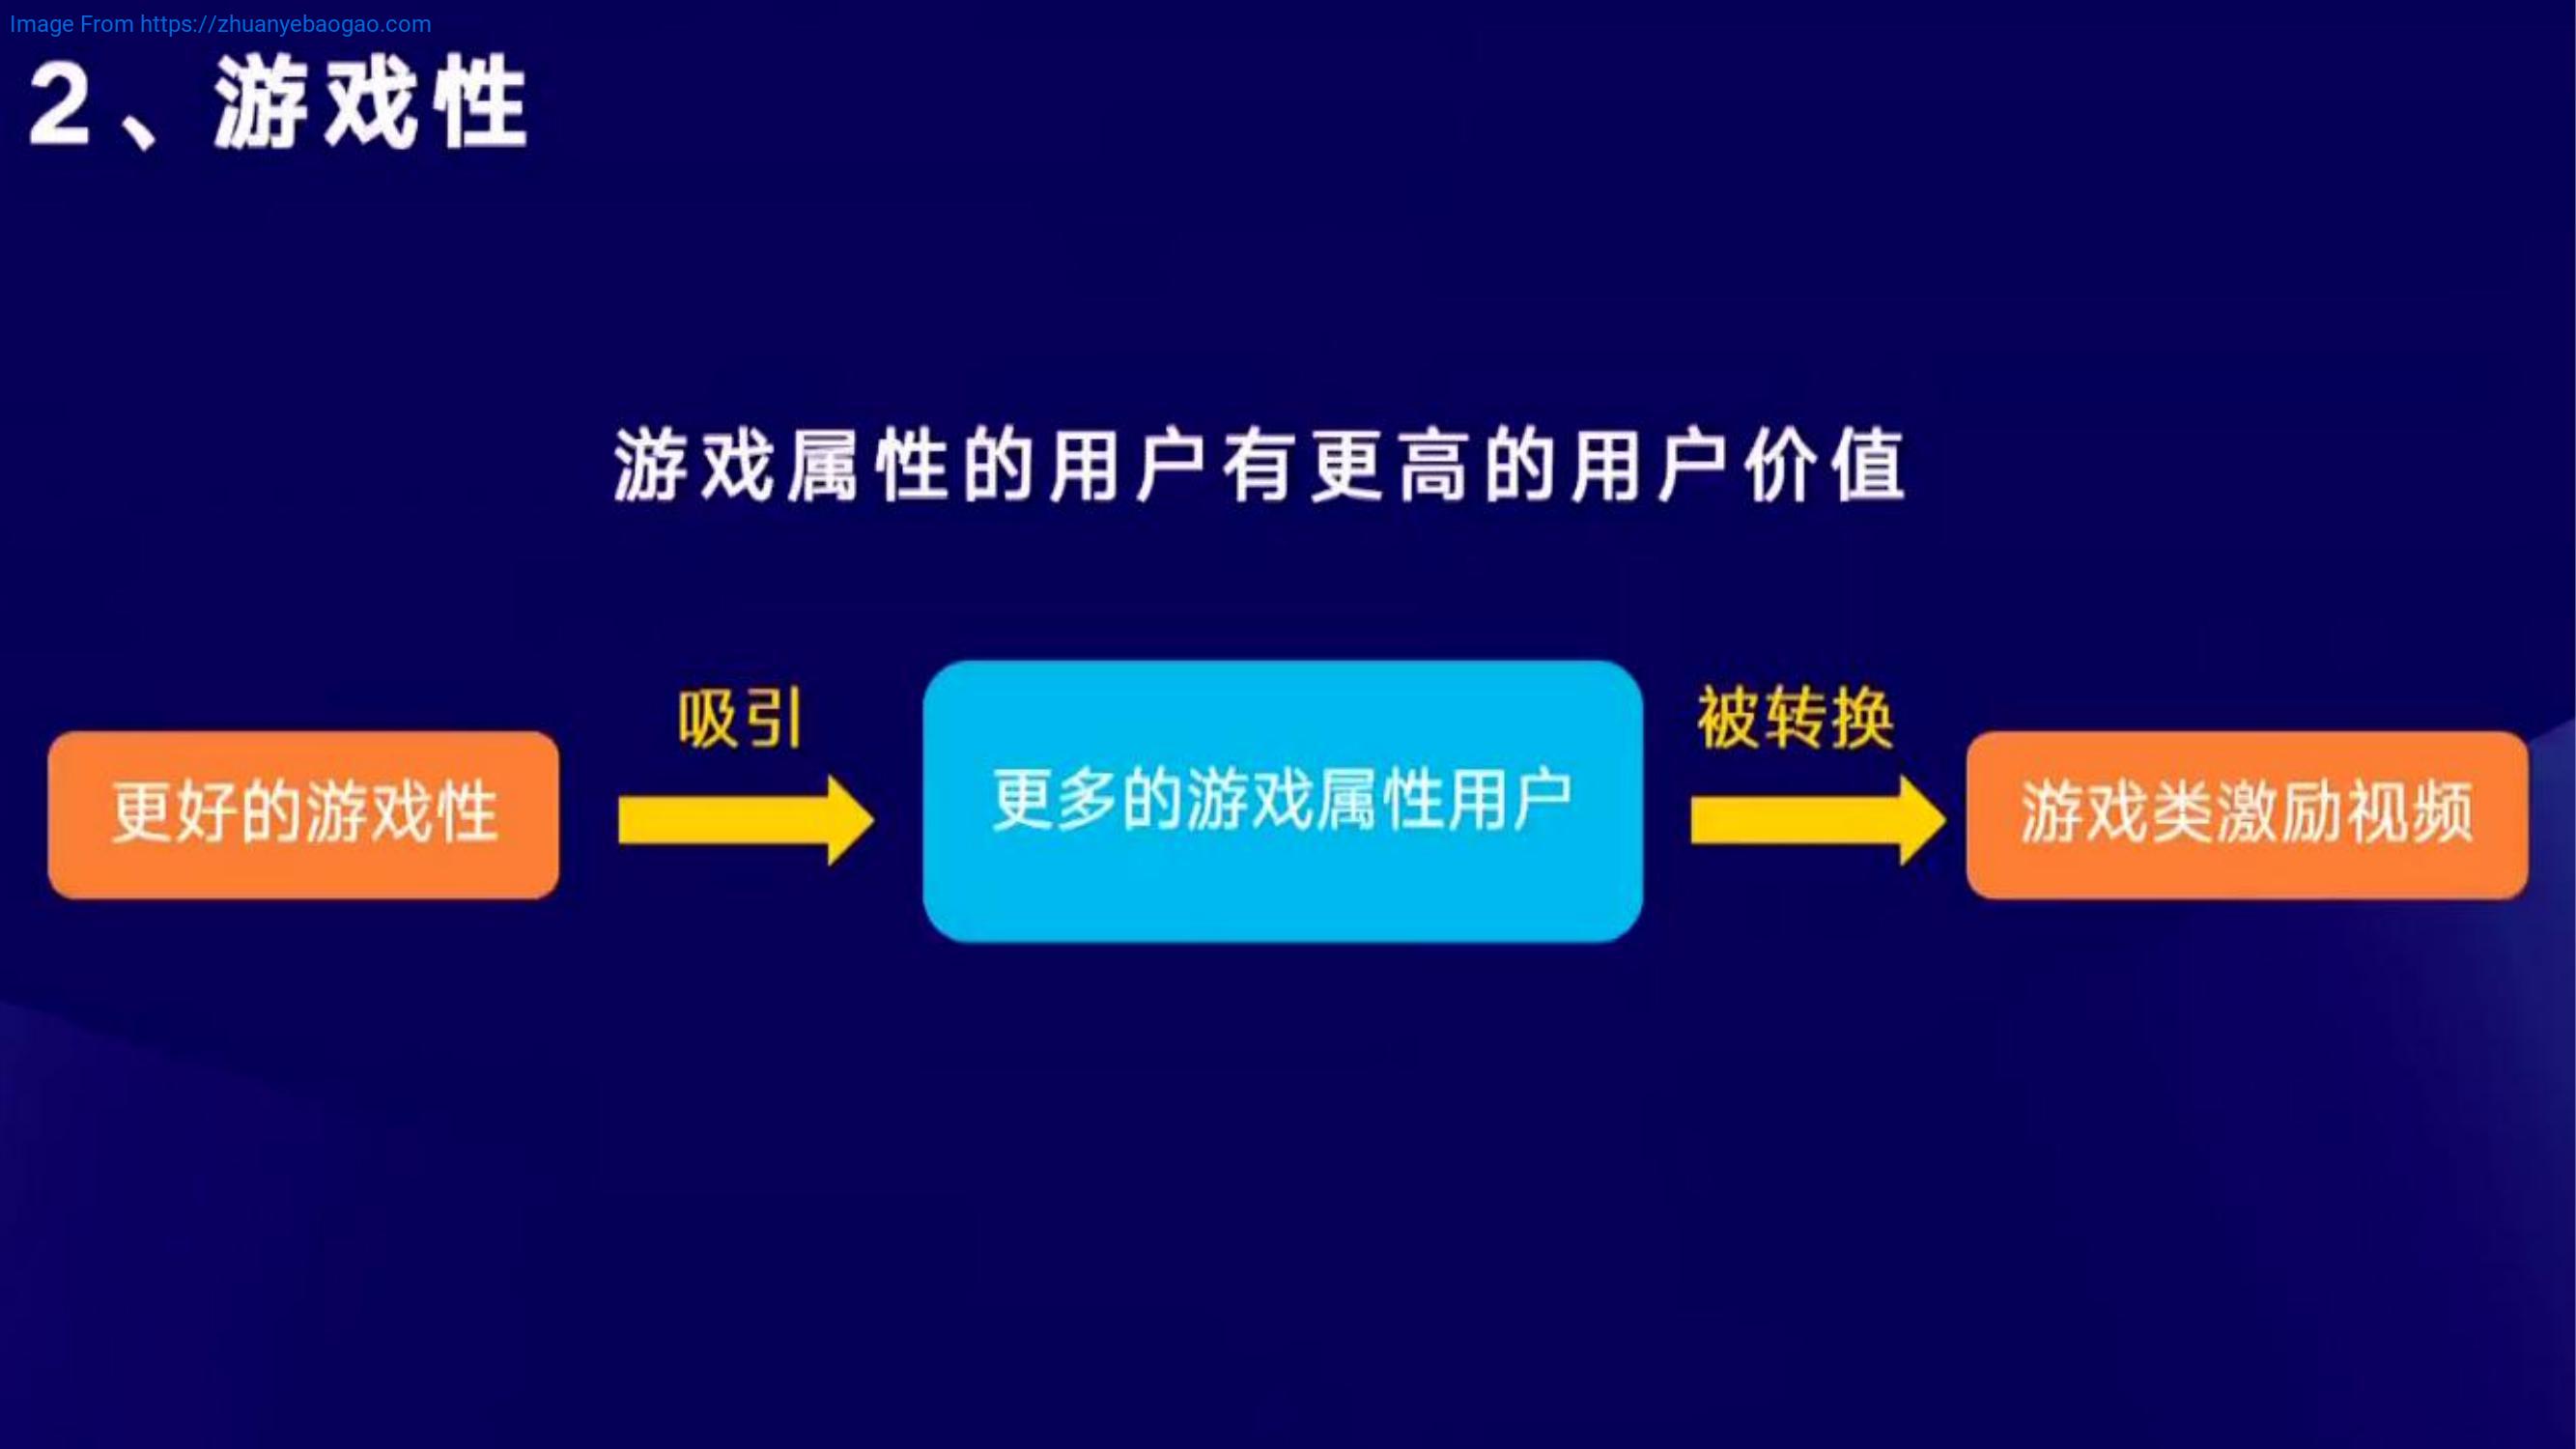 Image From https://zhuanyebaogao.com
2、游戏性
游戏属性的用户有更高的用户价值
更好的游戏性
吸引
更多的游戏属性用户
被转换
游戏类激励视频